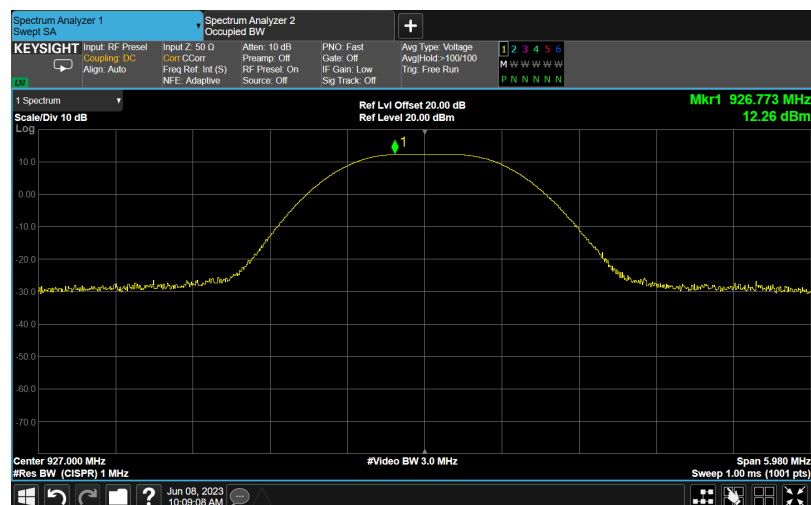 Spectrum Analyzer 1
Swept SA
Spectrum Analyzer 2
Occupied BW
KEYSIGHT
LXI
Input: RF Presel
Coupling: DC
Align: Auto
Input Z: 50 Ω
Corr CCorr
Freq Ref: Int (S)
NFE: Adaptive
Atten: 10 dB
Preamp: Off
RF Presel: On
Source: Off
PNO: Fast
Gate: Off
IF Gain: Low
Sig Track: Off
Avg Type: Voltage
Avg|Hold:>100/100
Trig: Free Run
1 2 3 4 5 6
M W W W W W
P N N N N N
1 Spectrum
Scale/Div 10 dB
Ref Lvl Offset 20.00 dB
Ref Level 20.00 dBm
Mkr1 926.773 MHz
12.26 dBm
Log
1
10.0
0.00
-10.0
-20.0
-30.0
-40.0
-50.0
-60.0
-70.0
Center 927.000 MHz
#Res BW (CISPR) 1 MHz
#Video BW 3.0 MHz
Span 5.980 MHz
Sweep 1.00 ms (1001 pts)
?
Jun 08, 2023
10:09:08 AM